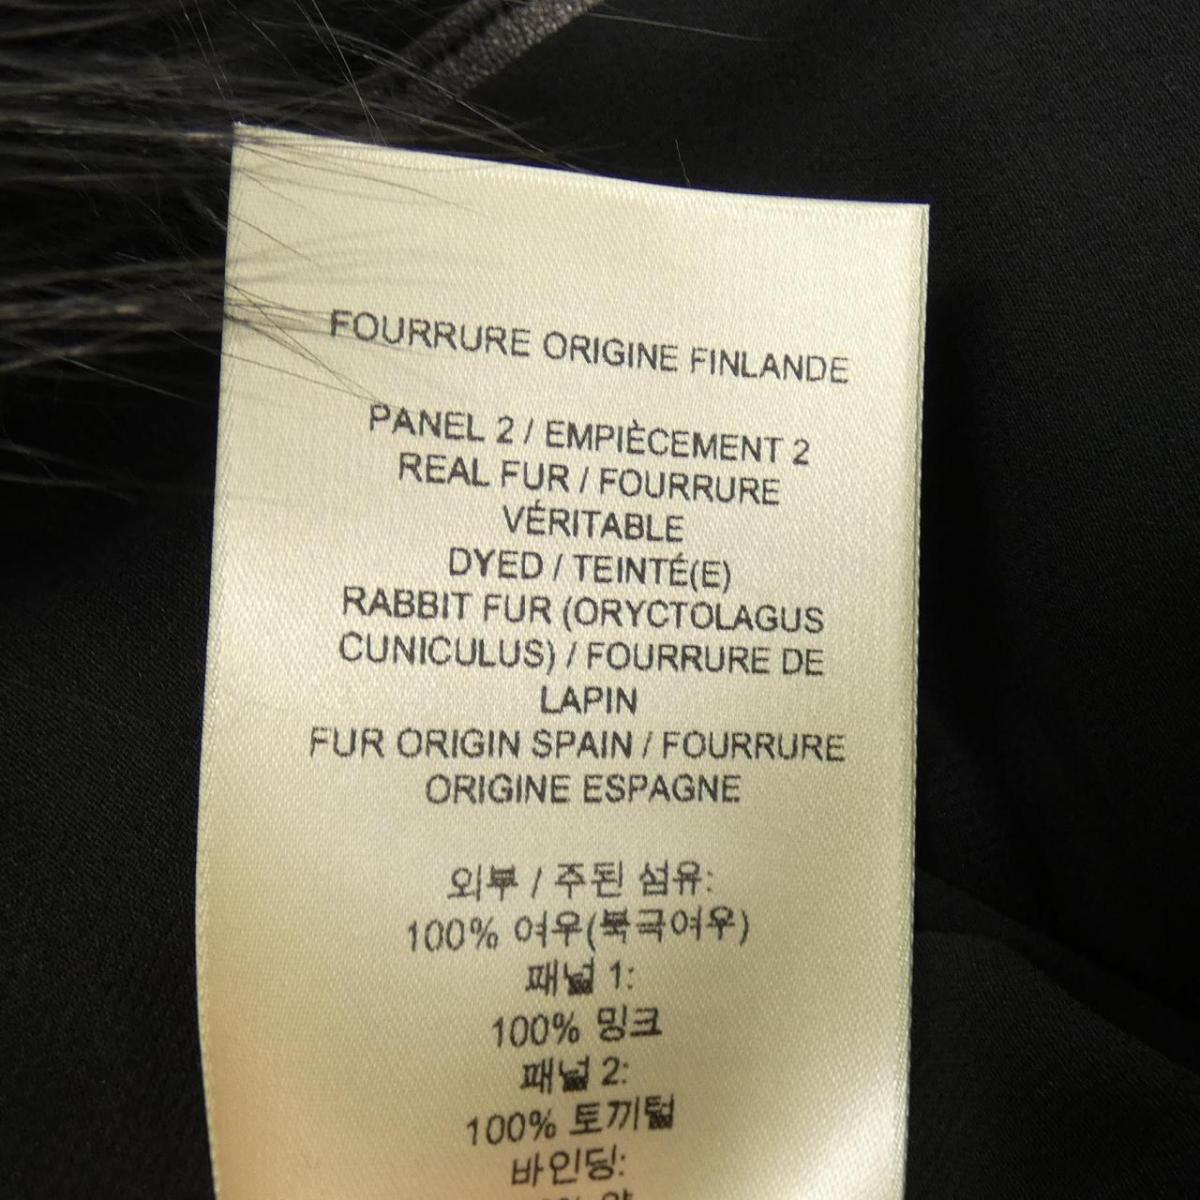 FOURRURE ORIGINE FINLANDE
PANEL 2 / EMPIÈCEMENT 2
REAL FUR / FOURRURE
VÉRITABLE
DYED / TEINTÉ(E)
RABBIT FUR (ORYCTOLAGUS
CUNICULUS) / FOURRURE DE
LAPIN
FUR ORIGIN SPAIN / FOURRURE
ORIGINE ESPAGNE
외부 / 주된 섬유:
100% 여우(북극여우)
패널 1:
100% 밍크
패널 2:
100% 토끼털
바인딩: